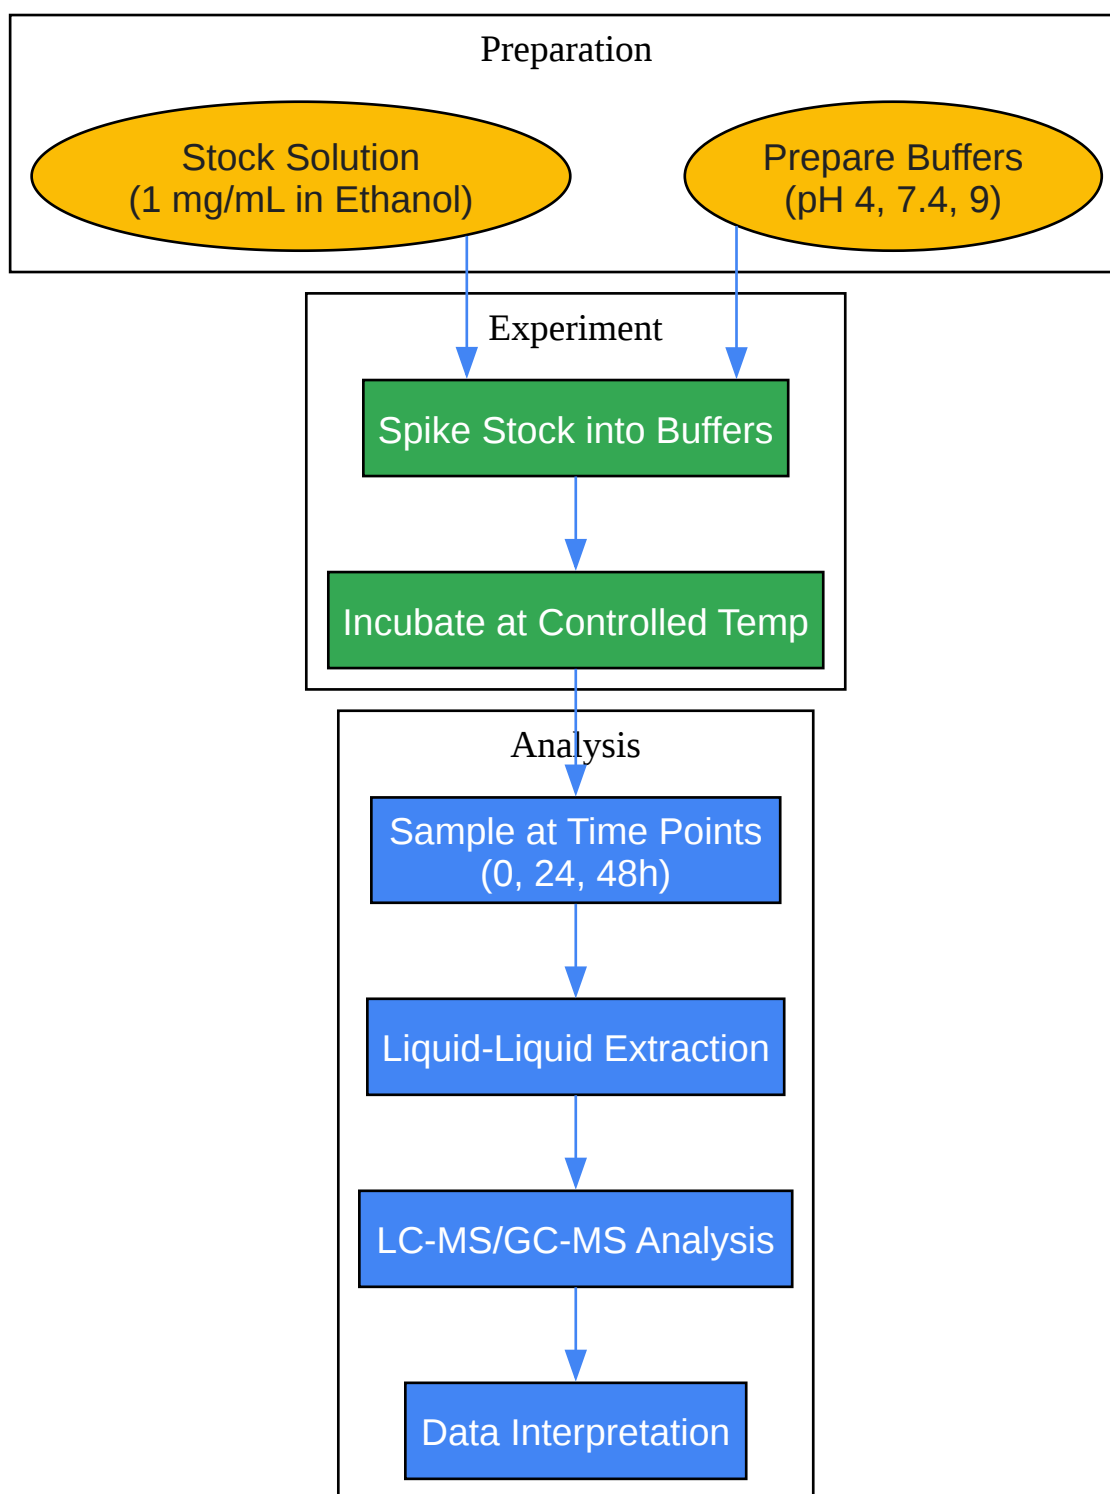 Preparation
Stock Solution
(1 mg/mL in Ethanol)
Prepare Buffers
(pH 4, 7.4, 9)
Experiment
Spike Stock into Buffers
Incubate at Controlled Temp
Analysis
Sample at Time Points
(0, 24, 48h)
Liquid-Liquid Extraction
LC-MS/GC-MS Analysis
Data Interpretation